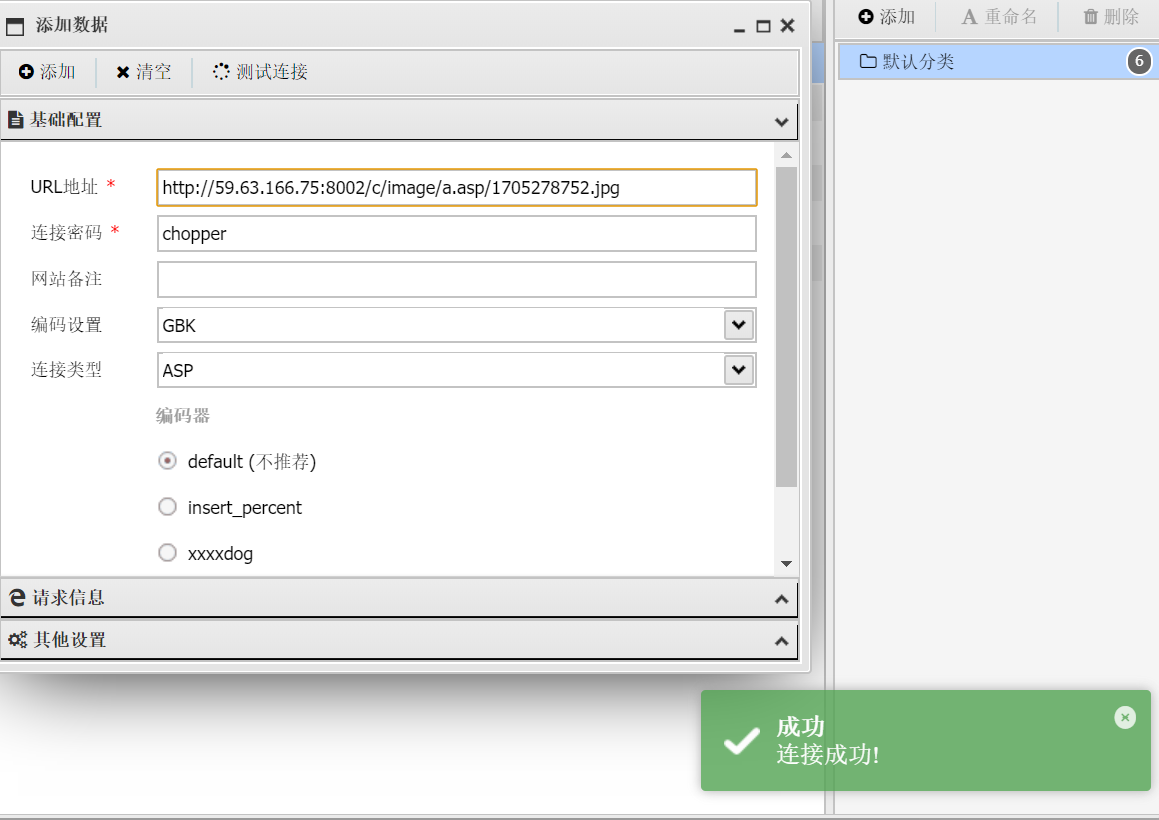 添加数据
添加
清空
测试连接
基础配置
URL地址 *
http://59.63.166.75:8002/c/image/a.asp/1705278752.jpg
连接密码 *
chopper
网站备注
编码设置
GBK
连接类型
ASP
编码器
default (不推荐)
insert_percent
xxxxdog
请求信息
其他设置
添加
A 重命名
删除
默认分类
6
成功
连接成功!